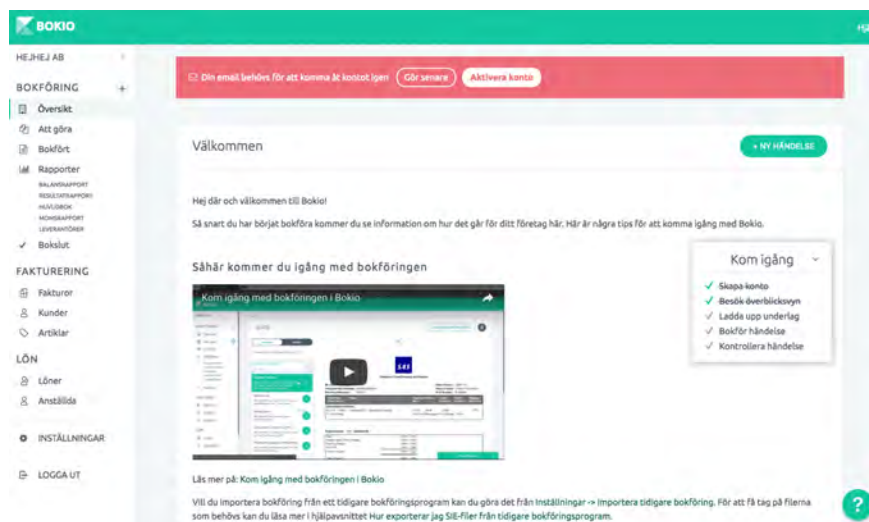 BOKIO
HEJHEJ AB
BOKFÖRING +
Översikt
Att göra
Bokfört
Rapporter
BALANSRAPPORT
RESULTATRAPPORT
HUVUDBOK
MOMSRAPPORT
LEVERANTÖRER
Bokslut
FAKTURERING
Fakturor
Kunder
Artiklar
LÖN
Löner
Anställda
INSTÄLLNINGAR
LOGGA UT
Din email behövs för att komma åt kontot igen Gör senare Aktivera konto
Välkommen
+ NY HÄNDELSE
Hej där och välkommen till Bokio!
Så snart du har börjat bokföra kommer du se information om hur det går för ditt företag här. Här är några tips för att komma igång med Bokio.
Såhär kommer du igång med bokföringen
Kom igång med bokföringen i Bokio
SAS
Läs mer på: Kom igång med bokföringen i Bokio
Vill du importera bokföring från ett tidigare bokföringsprogram kan du göra det från Inställningar -> Importera tidigare bokföring. För att få tag på filerna
som behövs kan du läsa mer i hjälpavsnittet Hur exporterar jag SIE-filer från tidigare bokföringsprogram.
Kom igång
Skapa konto
Besök överblicksvyn
Ladda upp underlag
Bokför händelse
Kontrollera händelse
?